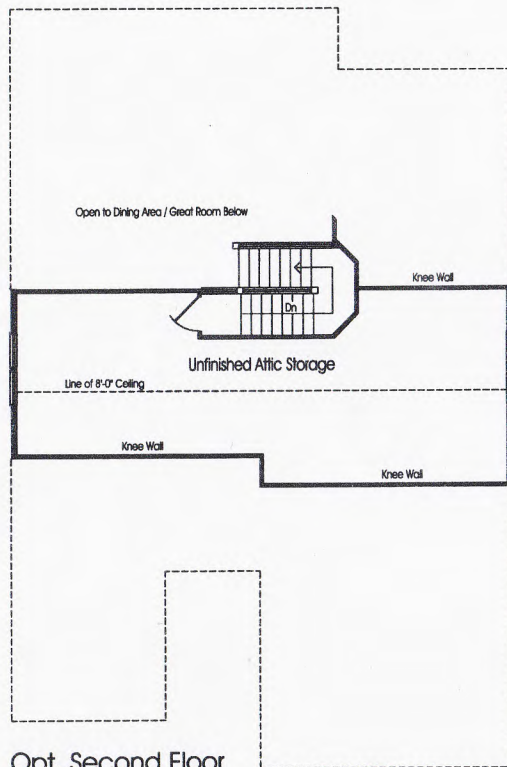 Open to Dining Area / Great Room Below
Knee Wall
Dn
Unfinished Attic Storage
Line of 8'-0" Ceiling
Knee Wall
Knee Wall
Opt. Second Floor